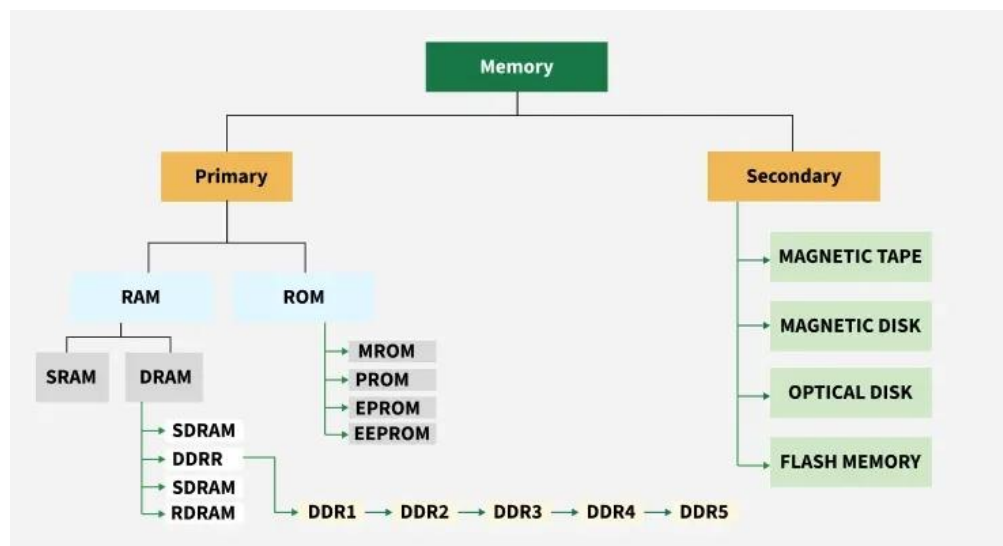 Memory
Primary
Secondary
MAGNETIC TAPE
MAGNETIC DISK
OPTICAL DISK
FLASH MEMORY
RAM
ROM
SRAM
DRAM
MROM
PROM
EPROM
EEPROM
SDRAM
DDRR
SDRAM
RDRAM
DDR1
DDR2
DDR3
DDR4
DDR5